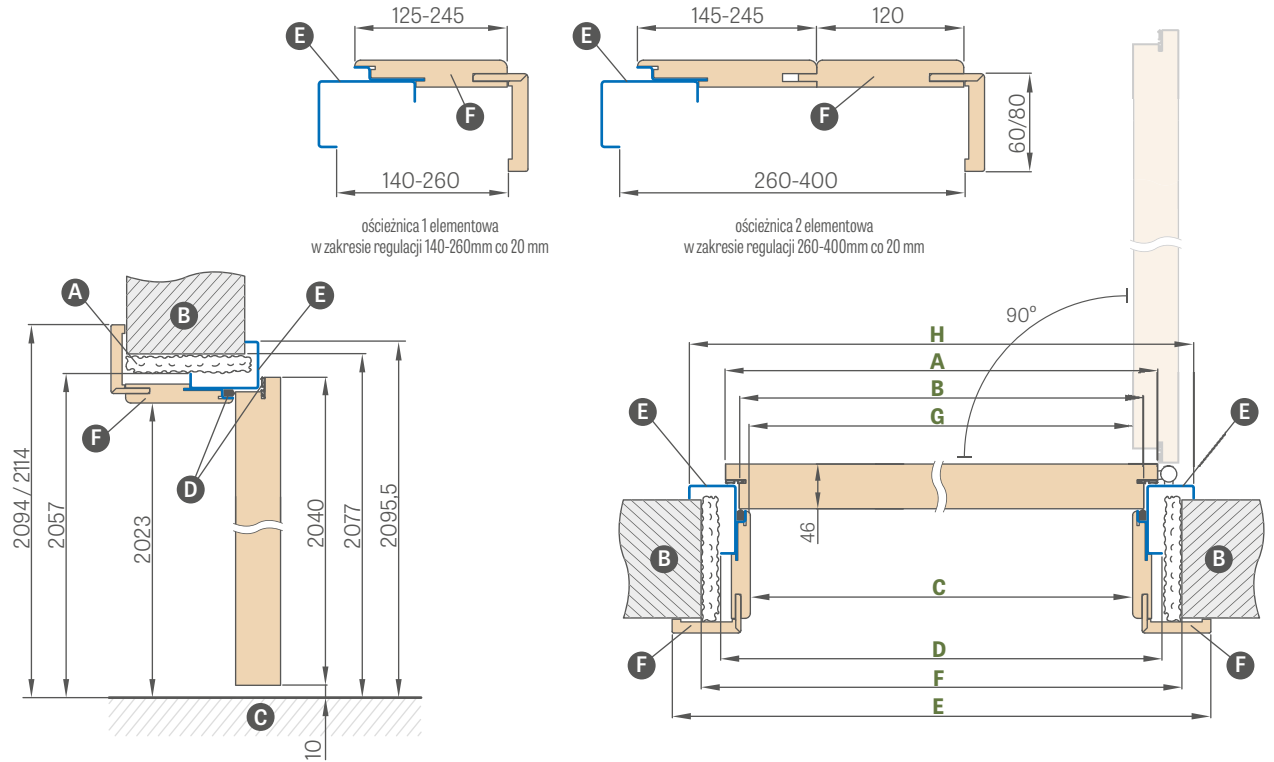 125-245
E
F
140-260
ościeżnica 1 elementowa
w zakresie regulacji 140-260mm co 20 mm
145-245
120
E
F
60/80
260-400
ościeżnica 2 elementowa
w zakresie regulacji 260-400mm co 20 mm
A
B
E
F
D
2094 / 2114
2057
2023
2040
2077
2095,5
C
10
90°
H
A
B
G
E
E
46
B
B
C
D
F
F
F
E